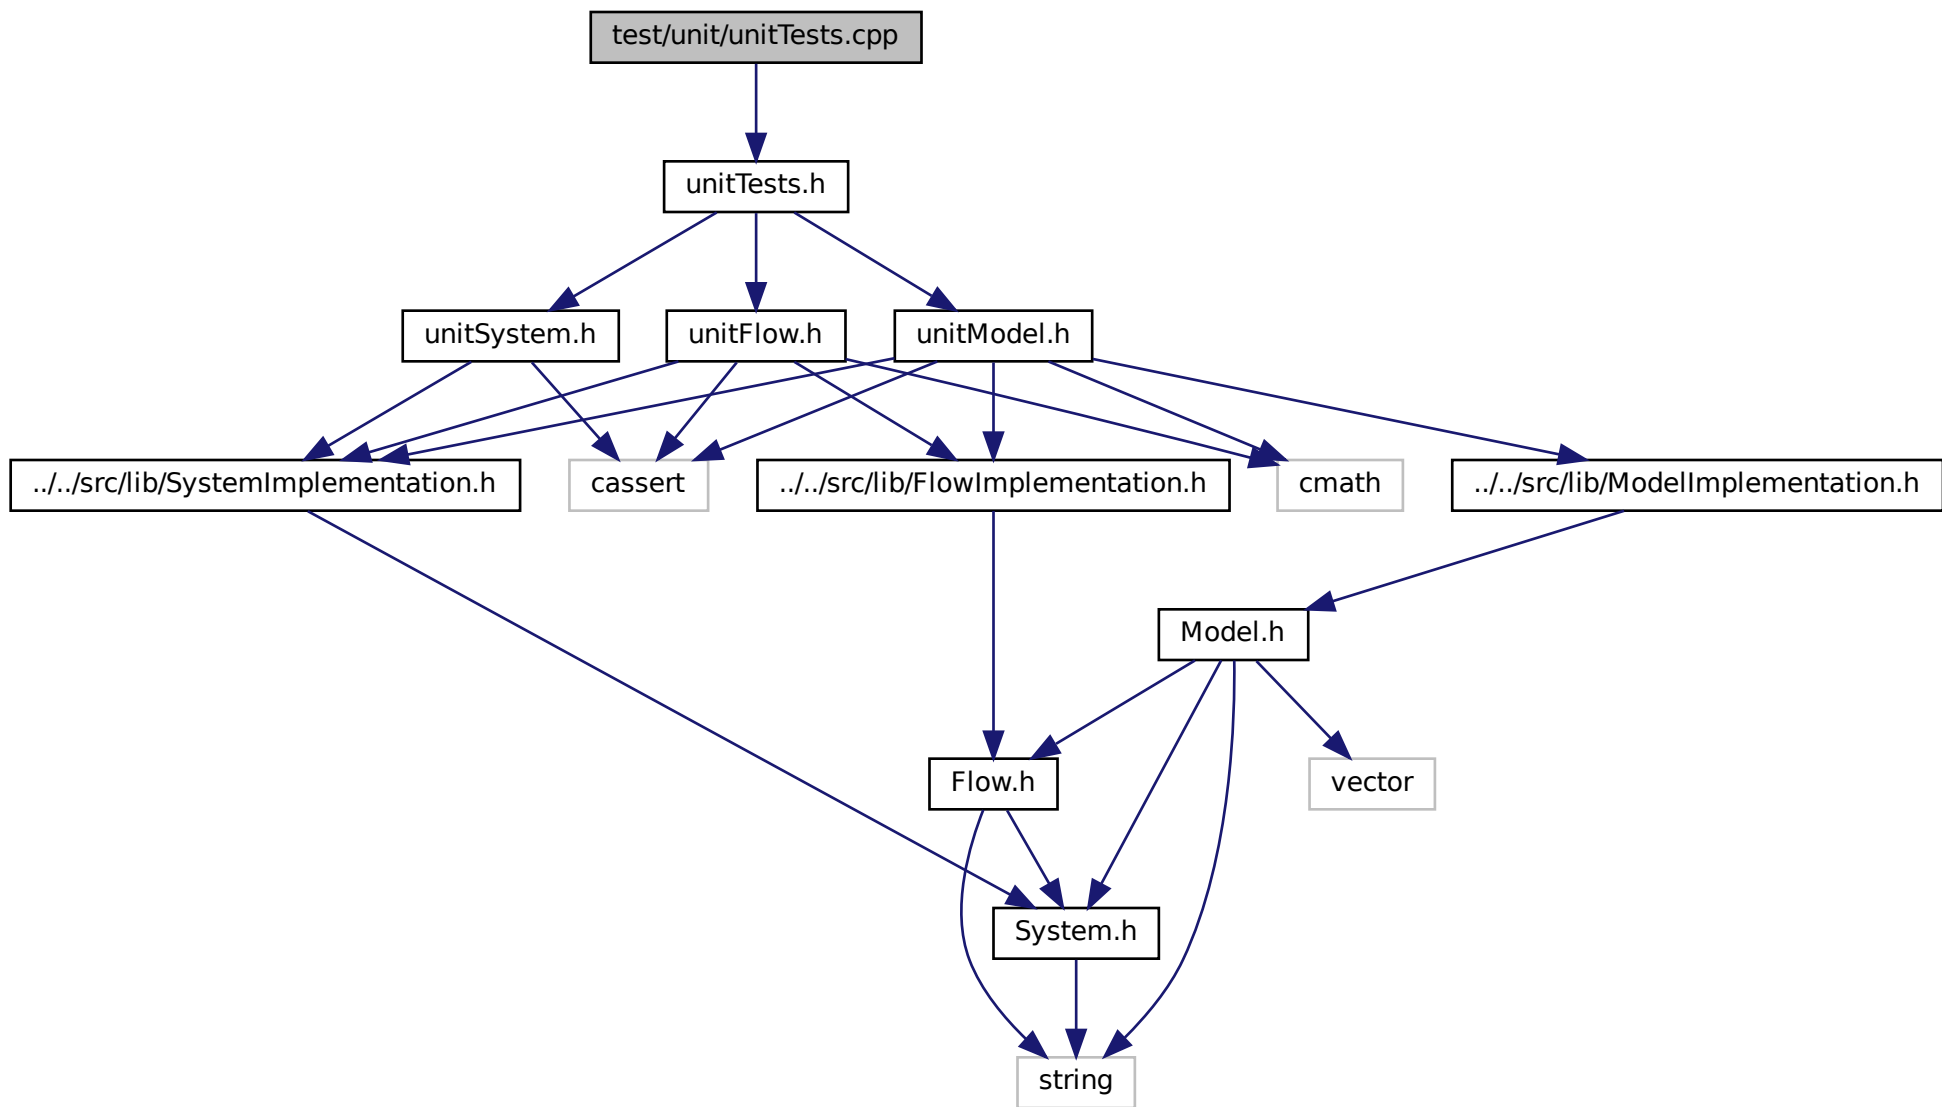 test/unit/unitTests.cpp
unitTests.h
unitSystem.h
unitFlow.h
unitModel.h
../../src/lib/SystemImplementation.h
cassert
../../src/lib/FlowImplementation.h
cmath
../../src/lib/ModelImplementation.h
Model.h
Flow.h
vector
System.h
string